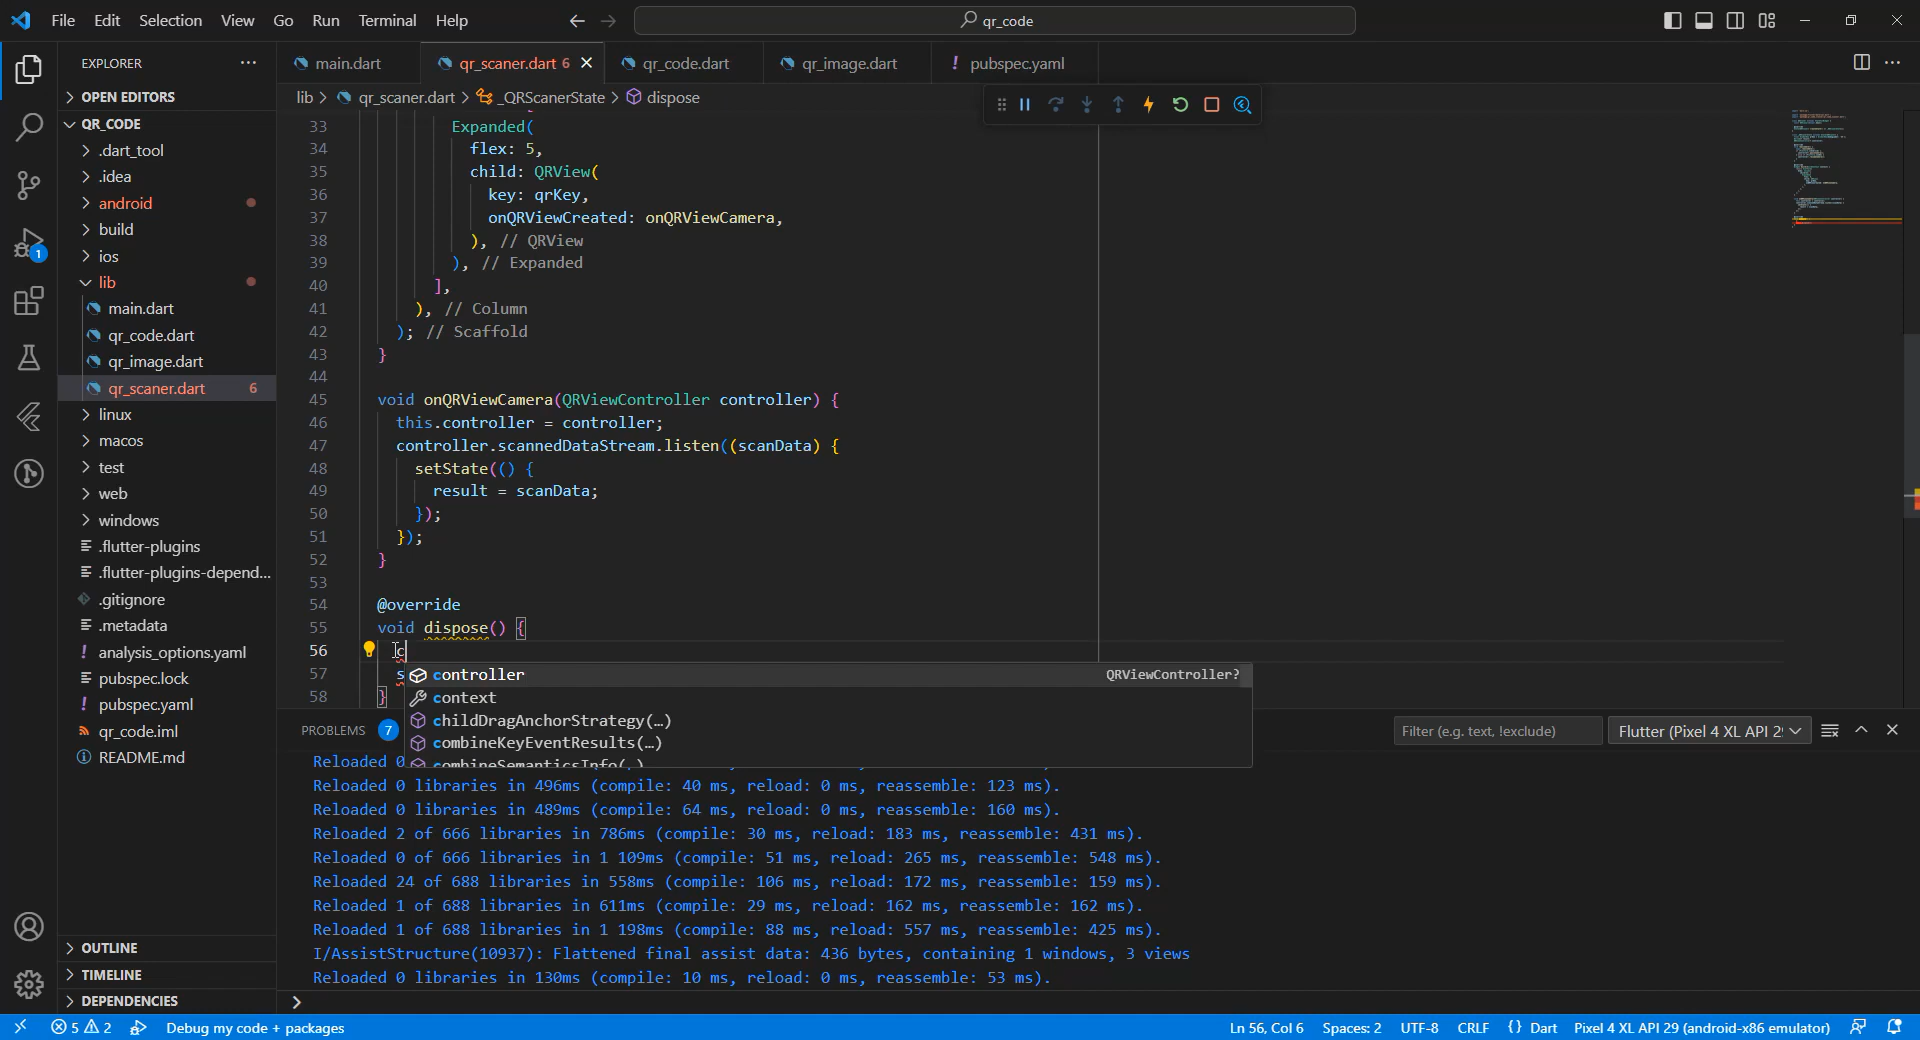 File Edit Selection View Go Run Terminal Help
qr_code
EXPLORER
main.dart
qr_scaner.dart 6
qr_code.dart
qr_image.dart
! pubspec.yaml
OPEN EDITORS
lib > qr_scaner.dart > _QRScanerState > dispose
QR_CODE
.dart_tool
.idea
android
build
ios
lib
main.dart
qr_code.dart
qr_image.dart
qr_scaner.dart 6
linux
macos
test
web
windows
.flutter-plugins
.flutter-plugins-depend...
.gitignore
.metadata
! analysis_options.yaml
pubspec.lock
! pubspec.yaml
qr_code.iml
README.md
OUTLINE
TIMELINE
DEPENDENCIES
1
33 Expanded(
34 flex: 5,
35 child: QRView(
36 key: qrKey,
37 onQRViewCreated: onQRViewCamera,
38 ), // QRView
39 ), // Expanded
40 ],
41 ), // Column
42 ); // Scaffold
43 }
44
45 void onQRViewCamera(QRViewController controller) {
46 this.controller = controller;
47 controller.scannedDataStream.listen((scanData) {
48 setState(() {
49 result = scanData;
50 });
51 });
52 }
53
54 @override
55 void dispose() {
56 c
57 s
58 }
controller QRViewController?
context
childDragAnchorStrategy(…)
combineKeyEventResults(…)
combineSemanticsInfo(…)
PROBLEMS 7
Filter (e.g. text, !exclude)
Flutter (Pixel 4 XL API 2
Reloaded 0
Reloaded 0 libraries in 496ms (compile: 40 ms, reload: 0 ms, reassemble: 123 ms).
Reloaded 0 libraries in 489ms (compile: 64 ms, reload: 0 ms, reassemble: 160 ms).
Reloaded 2 of 666 libraries in 786ms (compile: 30 ms, reload: 183 ms, reassemble: 431 ms).
Reloaded 0 of 666 libraries in 1 109ms (compile: 51 ms, reload: 265 ms, reassemble: 548 ms).
Reloaded 24 of 688 libraries in 558ms (compile: 106 ms, reload: 172 ms, reassemble: 159 ms).
Reloaded 1 of 688 libraries in 611ms (compile: 29 ms, reload: 162 ms, reassemble: 162 ms).
Reloaded 1 of 688 libraries in 1 198ms (compile: 88 ms, reload: 557 ms, reassemble: 425 ms).
I/AssistStructure(10937): Flattened final assist data: 436 bytes, containing 1 windows, 3 views
Reloaded 0 libraries in 130ms (compile: 10 ms, reload: 0 ms, reassemble: 53 ms).
>
5 2 Debug my code + packages
Ln 56, Col 6 Spaces: 2 UTF-8 CRLF {} Dart Pixel 4 XL API 29 (android-x86 emulator)